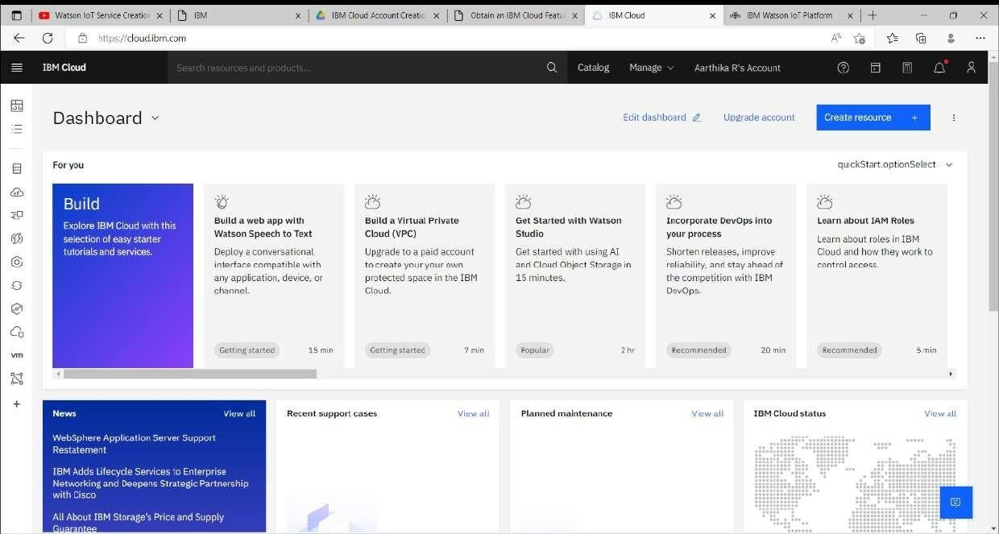 Watson IoT Service Creation
IBM
IBM Cloud Account Creatio
Obtain an IBM Cloud Featu
IBM Cloud
IBM Watson IoT Platform
https://cloud.ibm.com
IBM Cloud
Search resources and products...
Catalog
Manage
Aarthika R's Account
Dashboard
Edit dashboard
Upgrade account
Create resource +
For you
quickStart.optionSelect
Build
Explore IBM Cloud with this
selection of easy starter
tutorials and services.
Build a web app with
Watson Speech to Text
Deploy a conversational
interface compatible with
any application, device, or
channel.
Getting started
15 min
Build a Virtual Private
Cloud (VPC)
Upgrade to a paid account
to create your your own
protected space in the IBM
Cloud.
Getting started
7 min
Get Started with Watson
Studio
Get started with using AI
and Cloud Object Storage in
15 minutes.
Popular
2 hr
Incorporate DevOps into
your process
Shorten releases, improve
reliability, and stay ahead of
the competition with IBM
DevOps.
Recommended
20 min
Learn about IAM Roles
Learn about roles in IBM
Cloud and how they work to
control access.
Recommended
5 min
vm
News
View all
WebSphere Application Server Support
Restatement
IBM Adds Lifecycle Services to Enterprise
Networking and Deepens Strategic Partnership
with Cisco
All About IBM Storage's Price and Supply
Guarantee
Recent support cases
View all
Planned maintenance
View all
IBM Cloud status
View all